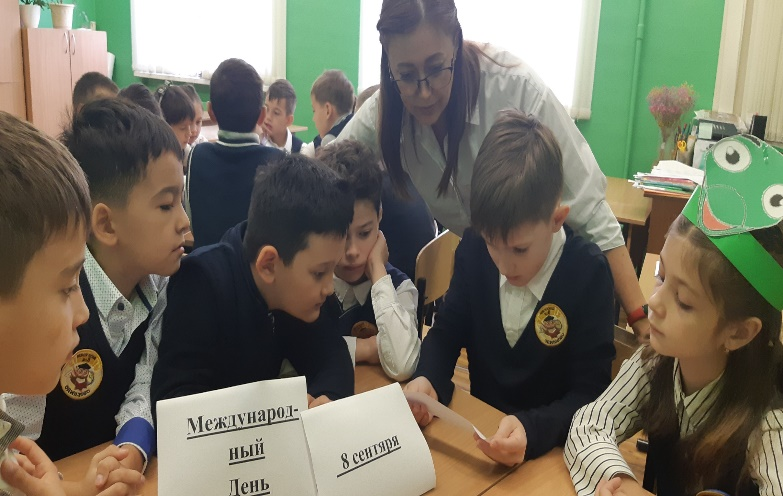 Международ-
ный
День
8 сентября